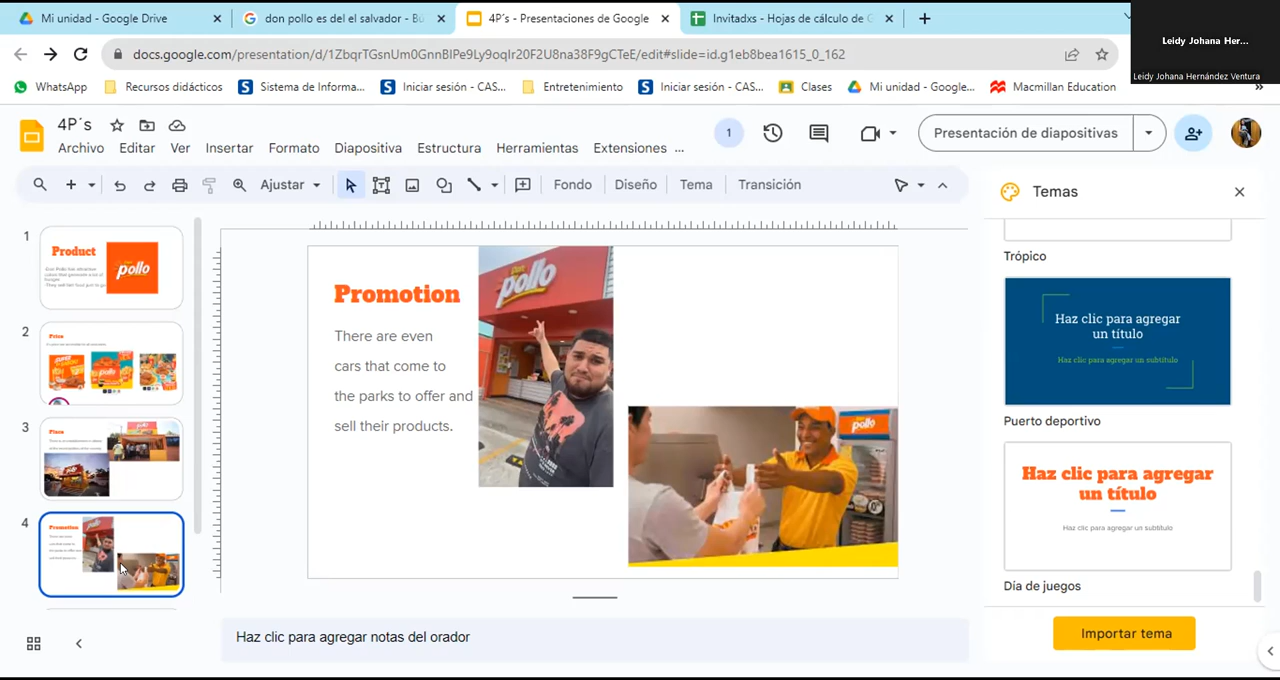 Mi unidad - Google Drive
don pollo es del el salvador - Bu
4P´s - Presentaciones de Google
Invitadxs - Hojas de cálculo de G
Leidy Johana Her...
Leidy Johana Hernández Ventura
docs.google.com/presentation/d/1ZbqrTGsnUm0GnnBIPe9Ly9oqIr20F2U8na38F9gCTeE/edit#slide=id.g1eb8bea1615_0_162
WhatsApp
Recursos didácticos
Sistema de Informa...
Iniciar sesión - CAS...
Entretenimiento
Iniciar sesión - CAS...
Clases
Mi unidad - Google...
Macmillan Education
»
4P´s
Archivo Editar Ver Insertar Formato Diapositiva Estructura Herramientas Extensiones ...
1
Presentación de diapositivas
Ajustar
Fondo
Diseño
Tema
Transición
Temas
1
Product
pollo
2
Price
pollo
3
Place
4
Promotion
Promotion
There are even
cars that come to
the parks to offer and
sell their products.
pollo
pollo
Trópico
Haz clic para agregar
un título
Haz clic para agregar un subtítulo
Puerto deportivo
Haz clic para agregar
un título
Haz clic para agregar un subtítulo
Día de juegos
Importar tema
Haz clic para agregar notas del orador